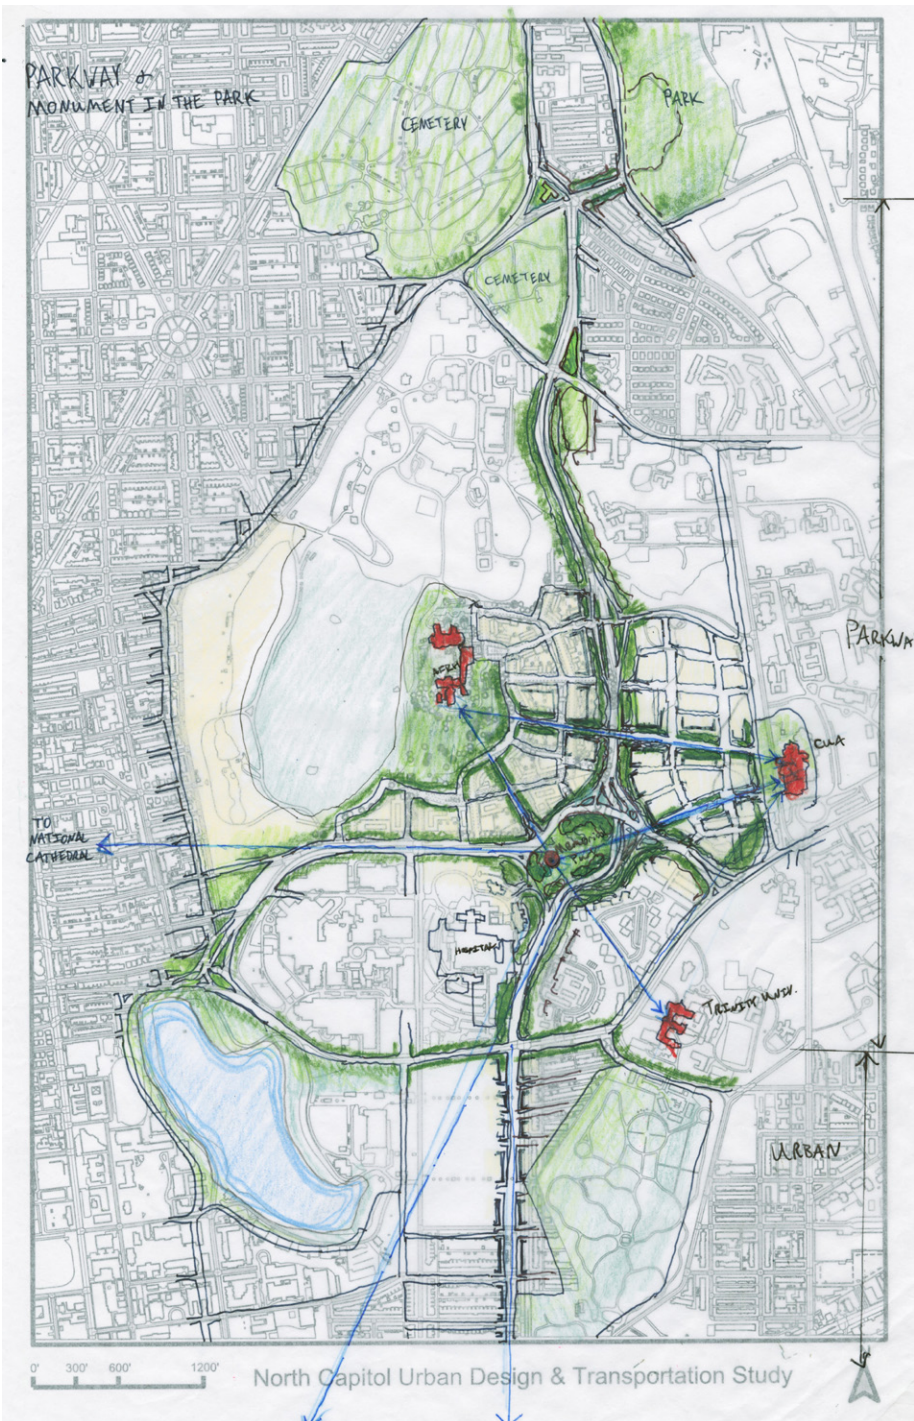 PARKWAY &
MONUMENT IN THE PARK
CEMETERY
PARK
CEMETERY
PARKWA
AFRH
CUA
TO
NATIONAL
CATHEDRAL
HOSPITAL
TRINITY UNIV.
URBAN
0' 300' 600' 1200'
North Capitol Urban Design & Transportation Study